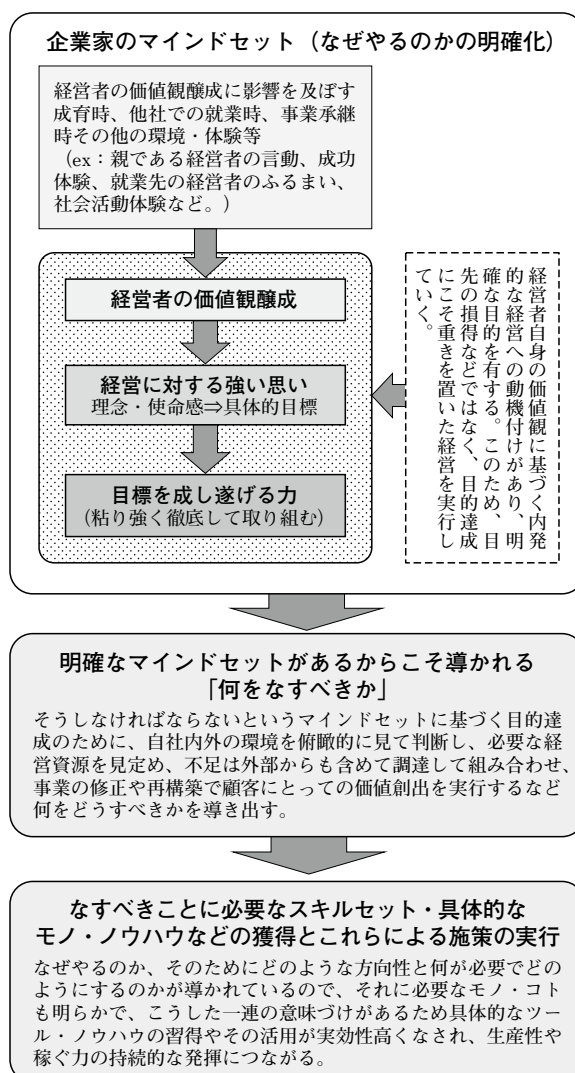 企業家のマインドセット（なぜやるのかの明確化）
経営者の価値観醸成に影響を及ぼす
成育時、他社での就業時、事業承継
時その他の環境・体験等
（ex：親である経営者の言動、成功
体験、就業先の経営者のふるまい、
社会活動体験など。）
経営者の価値観醸成
経営に対する強い思い
理念・使命感⇒具体的目標
目標を成し遂げる力
（粘り強く徹底して取り組む）
経営者自身の価値観に基づく内発
的な経営への動機付けがあり、明
確な目的を有する。このため、目
先の損得などではなく、目的達成
にこそ重きを置いた経営を実行し
ていく。
明確なマインドセットがあるからこそ導かれる
「何をなすべきか」
そうしなければならないというマインドセットに基づく目的達
成のために、自社内外の環境を俯瞰的に見て判断し、必要な経
営資源を見定め、不足は外部からも含めて調達して組み合わせ、
事業の修正や再構築で顧客にとっての価値創出を実行するなど
何をどうすべきかを導き出す。
なすべきことに必要なスキルセット・具体的な
モノ・ノウハウなどの獲得とこれらによる施策の実行
なぜやるのか、そのためにどのような方向性と何が必要でどの
ようにするのかが導かれているので、それに必要なモノ・コト
も明らかで、こうした一連の意味づけがあるため具体的なツー
ル・ノウハウの習得やその活用が実効性高くなされ、生産性や
稼ぐ力の持続的な発揮につながる。